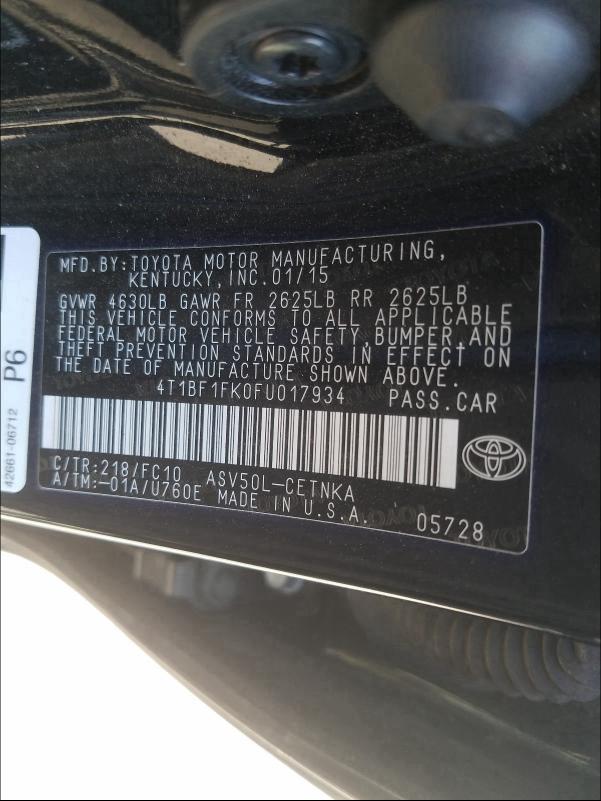 MFD.BY:TOYOTA MOTOR MANUFACTURING,
KENTUCKY,INC.01/15
GVWR 4630LB GAWR FR 2625LB RR 2625LB
THIS VEHICLE CONFORMS TO ALL APPLICABLE
FEDERAL MOTOR VEHICLE SAFETY,BUMPER,AND
THEFT PREVENTION STANDARDS IN EFFECT ON
THE DATE OF MANUFACTURE SHOWN ABOVE.
4T1BF1FK0FU017934 PASS.CAR
C/TR:218/FC10 ASV50L-CETNKA
A/TM:-01A/U760E MADE IN U.S.A. 05728
P6
42661-06712